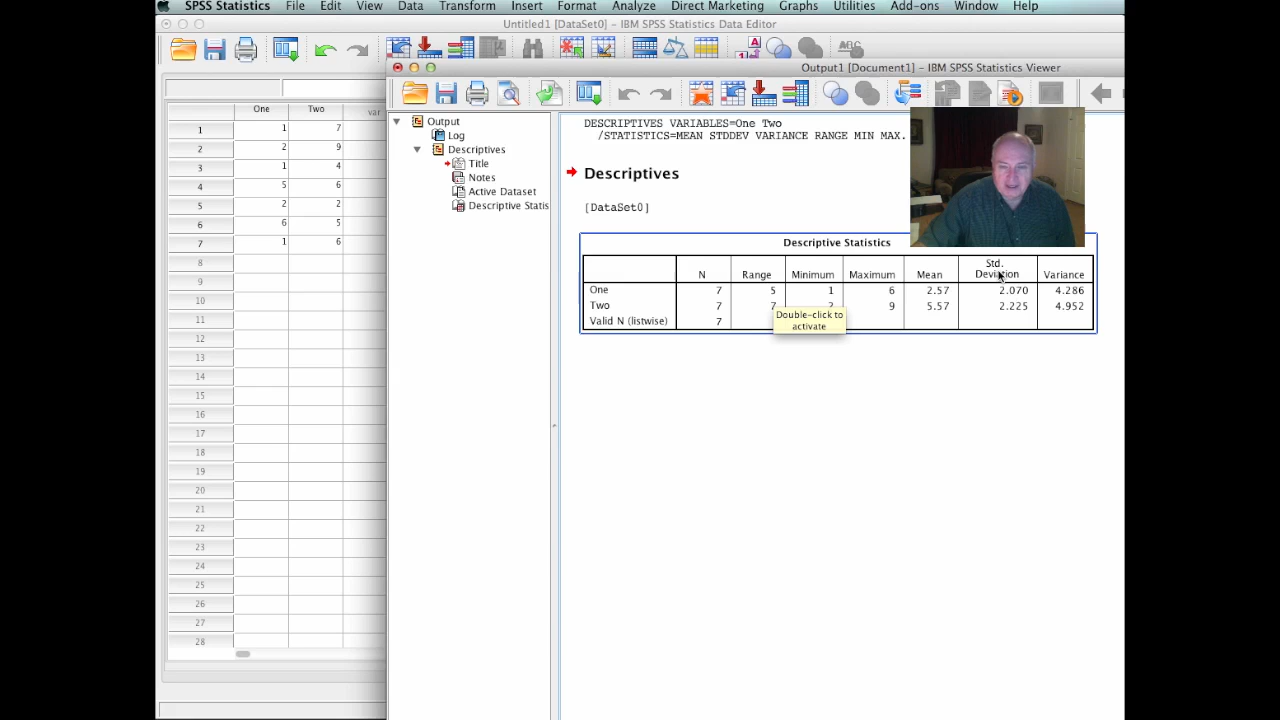 SPSS Statistics File Edit View Data Transform Insert Format Analyze Direct Marketing Graphs Utilities Add-ons Window Help
Untitled1 [DataSet0] — IBM SPSS Statistics Data Editor
Output1 [Document1] — IBM SPSS Statistics Viewer
One Two var
1 1 7
2 2 9
3 1 4
4 5 6
5 2 2
6 6 5
7 1 6
8
9
10
11
12
13
14
15
16
17
18
19
20
21
22
23
24
25
26
27
28
Output
Log
Descriptives
Title
Notes
Active Dataset
Descriptive Statis
DESCRIPTIVES VARIABLES=One Two
/STATISTICS=MEAN STDDEV VARIANCE RANGE MIN MAX.
Descriptives
[DataSet0]
Descriptive Statistics
N Range Minimum Maximum Mean Std. Deviation Variance
One 7 5 1 6 2.57 2.070 4.286
Two 7 7 2 9 5.57 2.225 4.952
Valid N (listwise) 7
Double-click to
activate